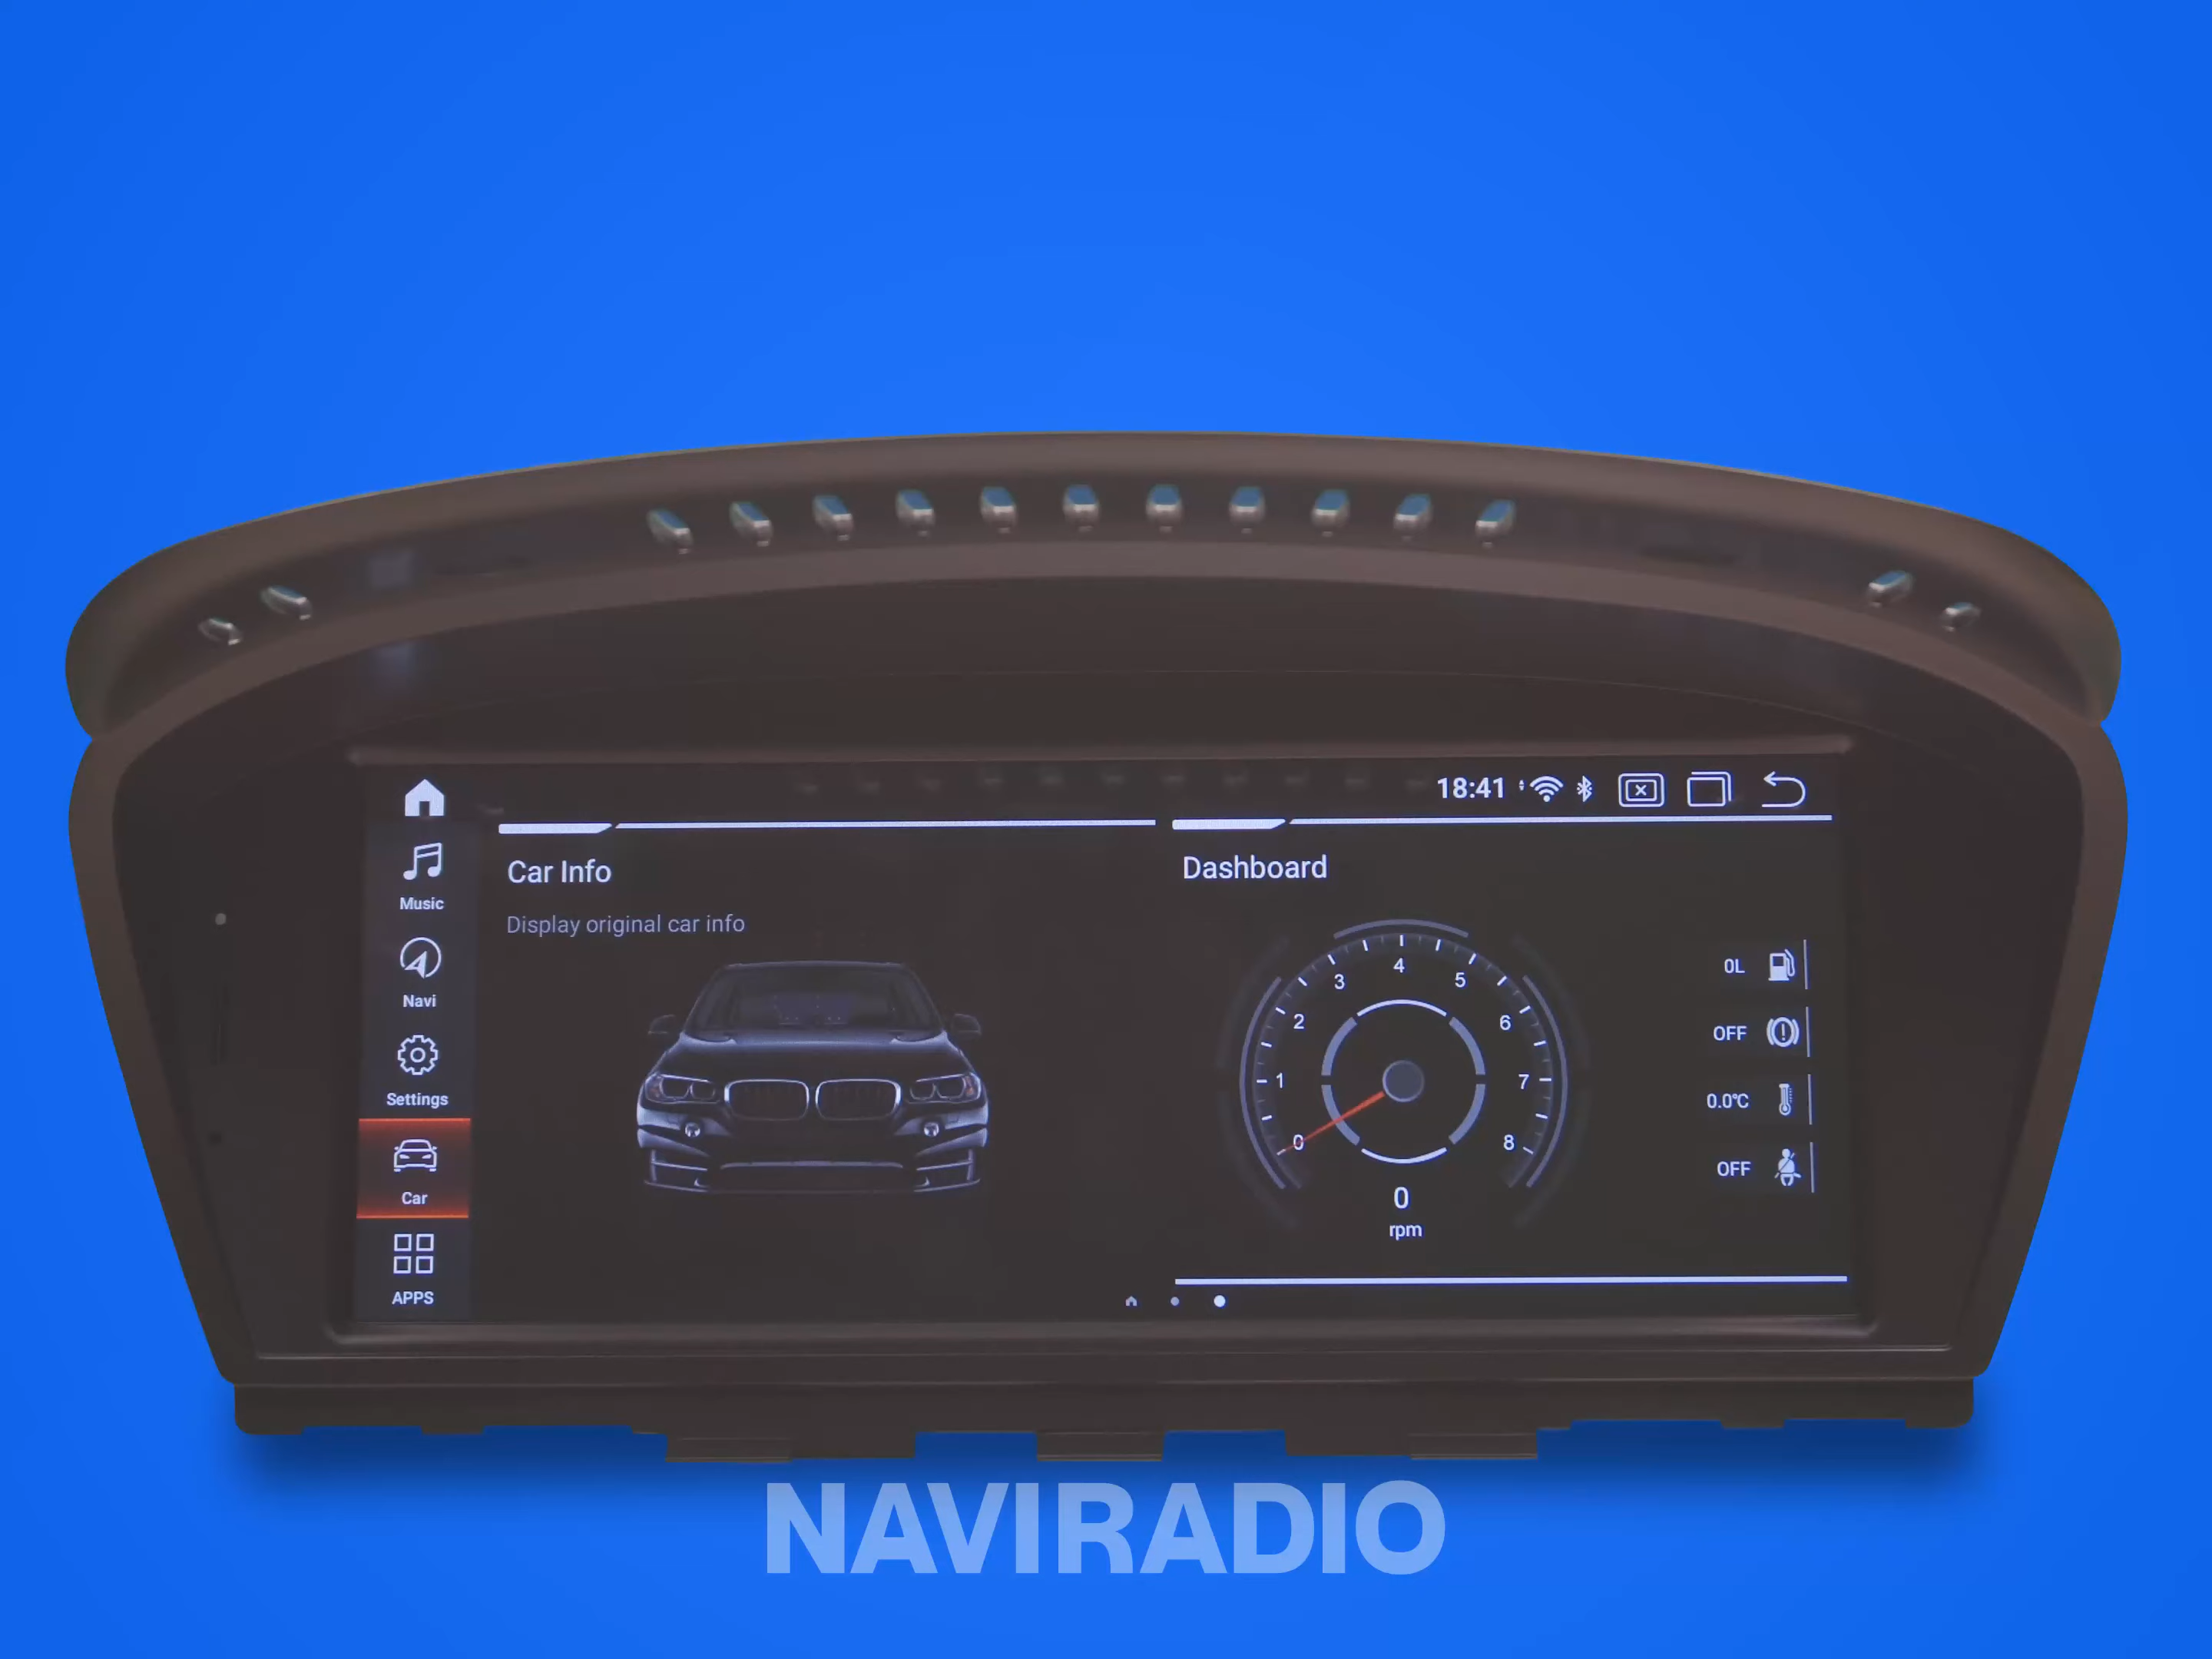 18:41
Music
Navi
Settings
Car
APPS
Car Info
Display original car info
Dashboard
0
1
2
3
4
5
6
7
8
0
rpm
0L
OFF
0.0°C
OFF
NAVIRADIO